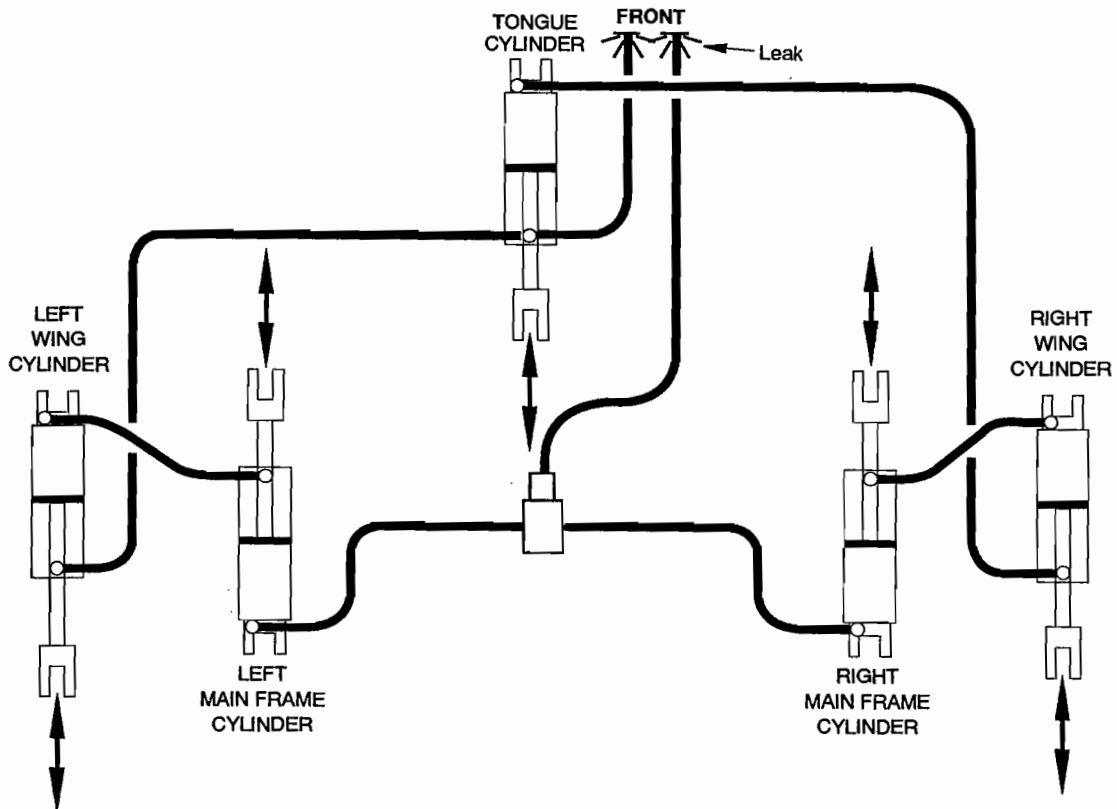 TONGUE
CYLINDER
FRONT
Leak
LEFT
WING
CYLINDER
RIGHT
WING
CYLINDER
LEFT
MAIN FRAME
CYLINDER
RIGHT
MAIN FRAME
CYLINDER